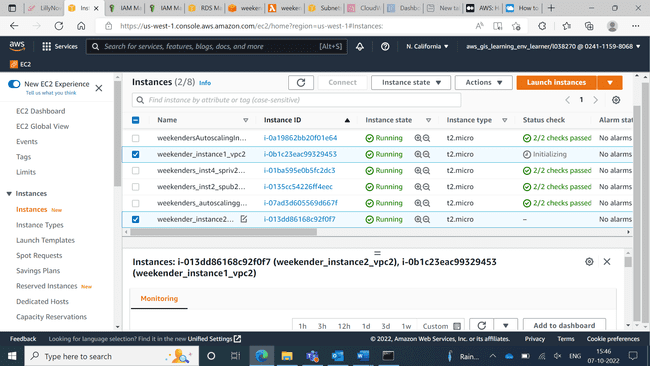 LillyNov
Insta
IAM M
IAM M
RDS M
weeken
weeken
Subne
CloudV
Dashbo
New ta
AWS: H
How to
https://us-west-1.console.aws.amazon.com/ec2/home?region=us-west-1#Instances:
aws
Services
Search for services, features, blogs, docs, and more
[Alt+S]
N. California
aws_gis_learning_env_learner/l038270 @ 0241-1159-8068
EC2
New EC2 Experience
Tell us what you think
EC2 Dashboard
EC2 Global View
Events
Tags
Limits
Instances
Instances New
Instance Types
Launch Templates
Spot Requests
Savings Plans
Reserved Instances New
Dedicated Hosts
Capacity Reservations
Instances (2/8) Info
Connect
Instance state
Actions
Launch instances
Find instance by attribute or tag (case-sensitive)
1
Name Instance ID Instance state Instance type Status check Alarm stat
weekendersAutoscalingIn... i-0a19862bb20f01e64 Running t2.micro 2/2 checks passed No alarms
weekender_instance1_vpc2 i-0b1c23eac99329453 Running t2.micro Initializing No alarms
weekenders_inst4_spriv2... i-01ba595e0b5fc2dc3 Running t2.micro 2/2 checks passed No alarms
weekenders_inst2_spub2... i-0135cc54226ff4eec Running t2.micro 2/2 checks passed No alarms
weekenders_autoscalingg... i-07ad3d605569d667f Running t2.micro 2/2 checks passed No alarms
weekender_instance2... i-013dd86168c92f0f7 Running t2.micro – No alarms
Instances: i-013dd86168c92f0f7 (weekender_instance2_vpc2), i-0b1c23eac99329453
(weekender_instance1_vpc2)
Monitoring
1h 3h 12h 1d 3d 1w Custom
Add to dashboard
Feedback
Looking for language selection? Find it in the new Unified Settings
© 2022, Amazon Web Services, Inc. or its affiliates.
Privacy
Terms
Cookie preferences
Type here to search
Rain...
ENG
15:46
07-10-2022